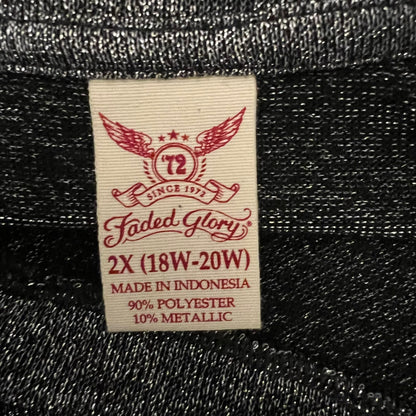 '72
SINCE 1972
Faded Glory
2X (18W-20W)
MADE IN INDONESIA
90% POLYESTER
10% METALLIC